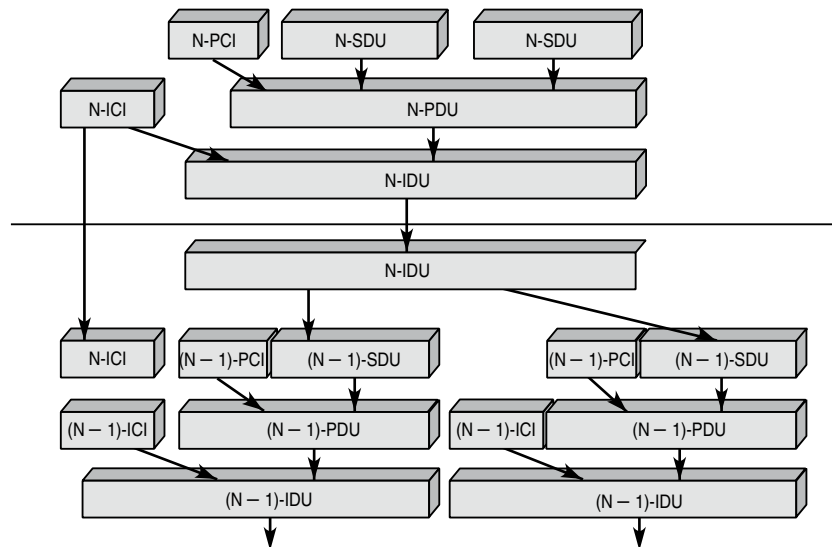 N-PCI
N-SDU
N-SDU
N-ICI
N-PDU
N-IDU
N-IDU
N-ICI
(N − 1)-PCI
(N − 1)-SDU
(N − 1)-PCI
(N − 1)-SDU
(N − 1)-ICI
(N − 1)-PDU
(N − 1)-ICI
(N − 1)-PDU
(N − 1)-IDU
(N − 1)-IDU